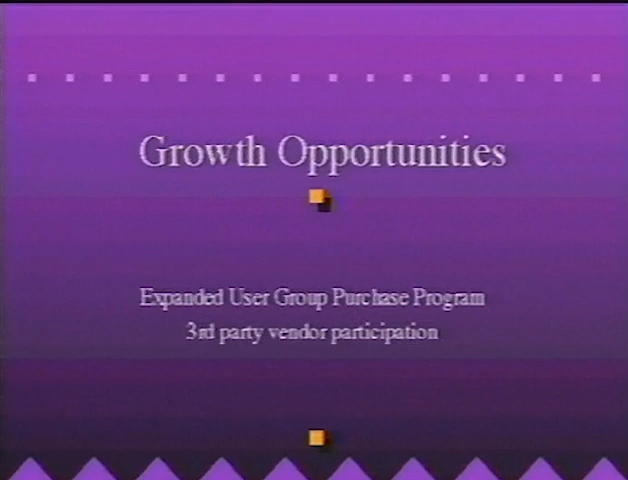 Growth Opportunities
Expanded User Group Purchase Program
3rd party vendor participation